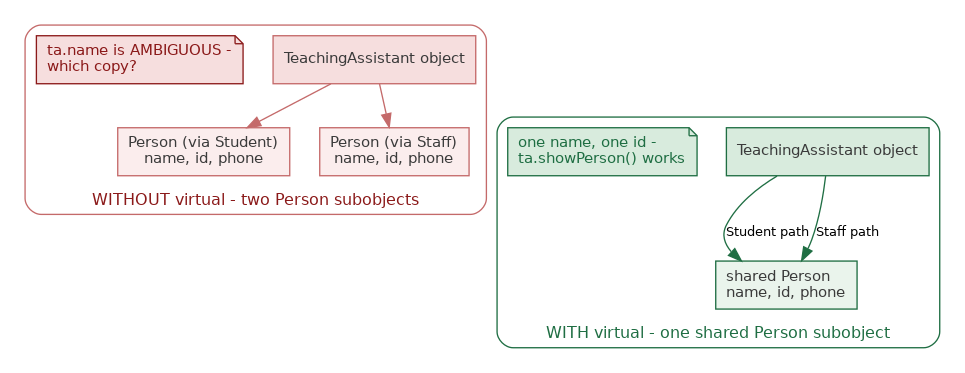 ta.name is AMBIGUOUS -
which copy?
TeachingAssistant object
Person (via Student)
name, id, phone
Person (via Staff)
name, id, phone
WITHOUT virtual - two Person subobjects
one name, one id -
ta.showPerson() works
TeachingAssistant object
Student path
Staff path
shared Person
name, id, phone
WITH virtual - one shared Person subobject